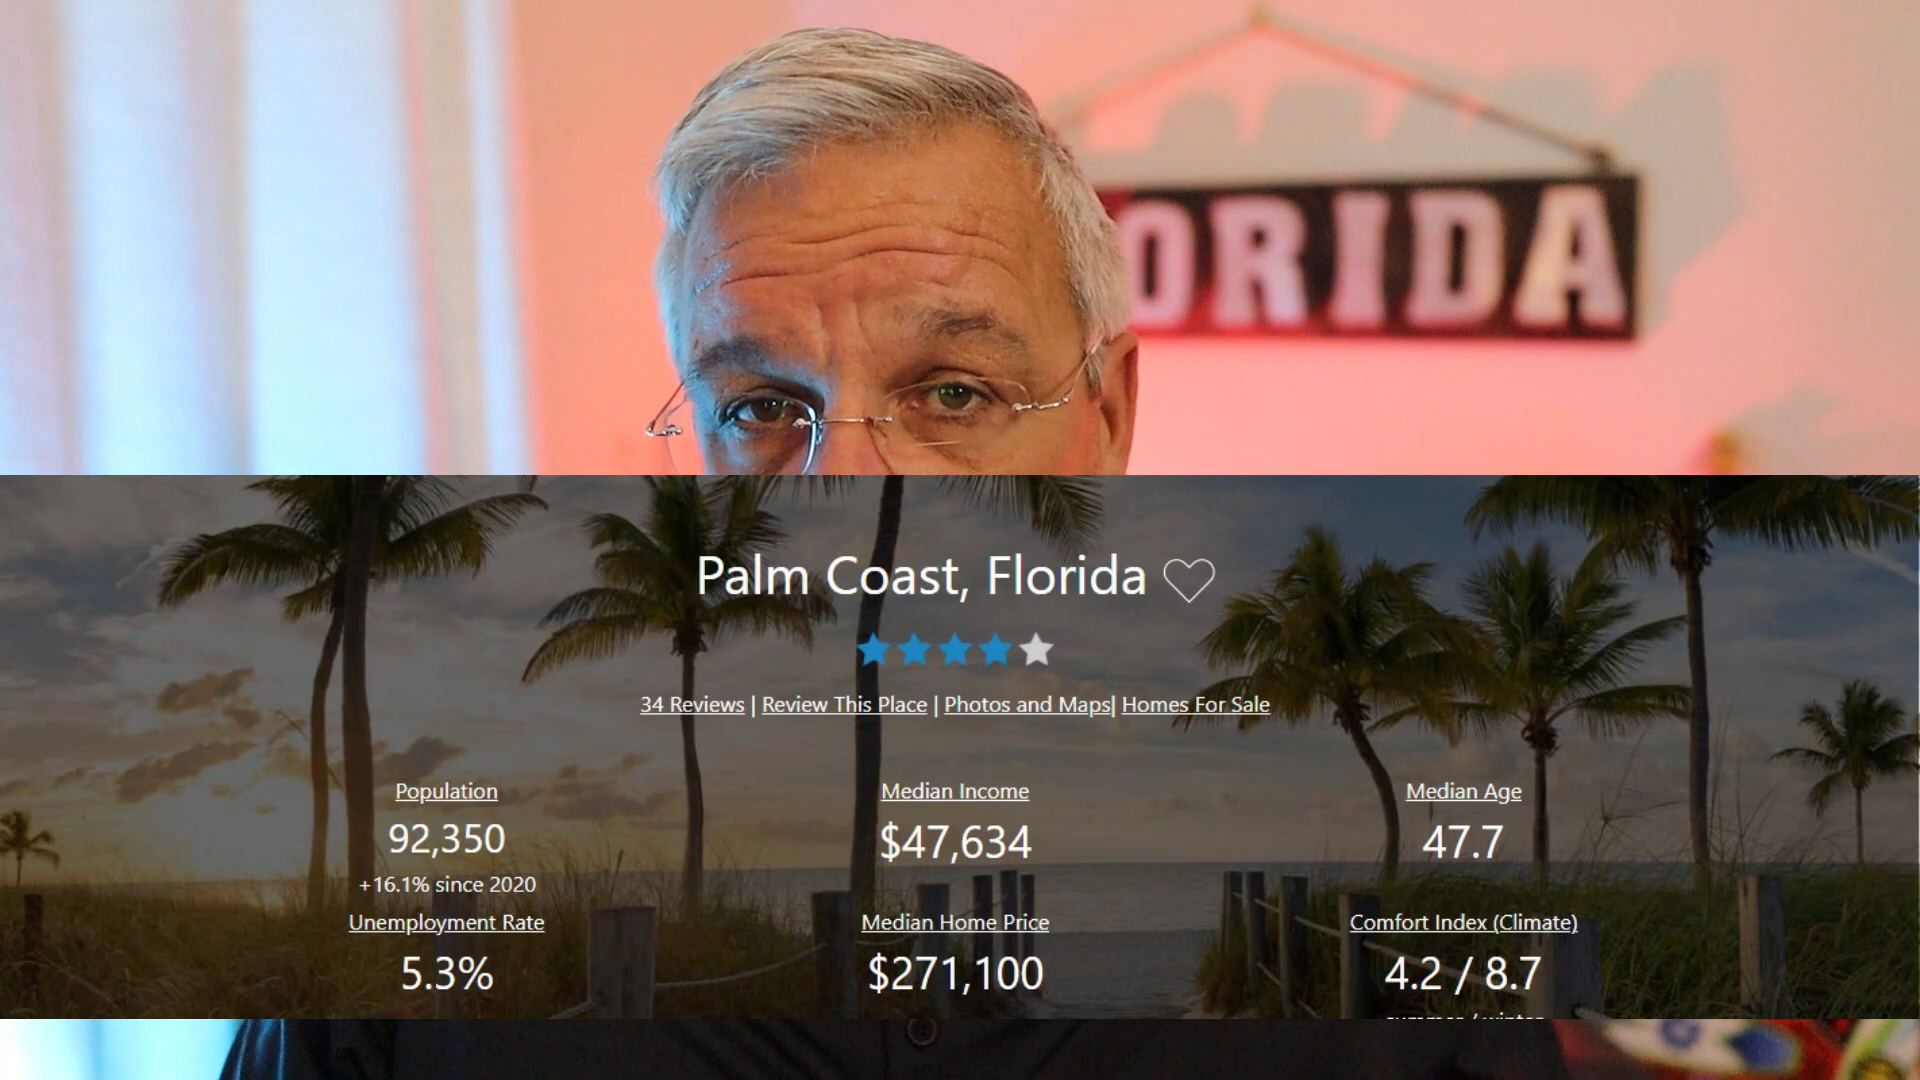 ORIDA
Palm Coast, Florida
34 Reviews | Review This Place | Photos and Maps| Homes For Sale
Population
Median Income
Median Age
92,350
$47,634
47.7
+16.1% since 2020
Unemployment Rate
Median Home Price
Comfort Index (Climate)
5.3%
$271,100
4.2 / 8.7